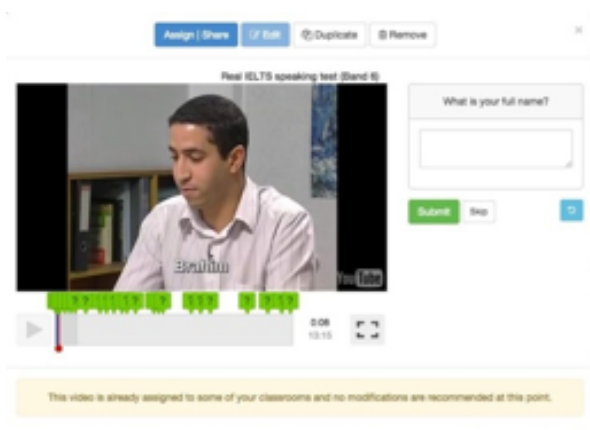 Assign | Share Edit Duplicate Remove
Real IELTS speaking test (Band 6)
What is your full name?
Brahim
YouTube
Submit Skip
? ? ? ? ? ? ? ?
0:08
13:15
This video is already assigned to some of your classrooms and no modifications are recommended at this point.